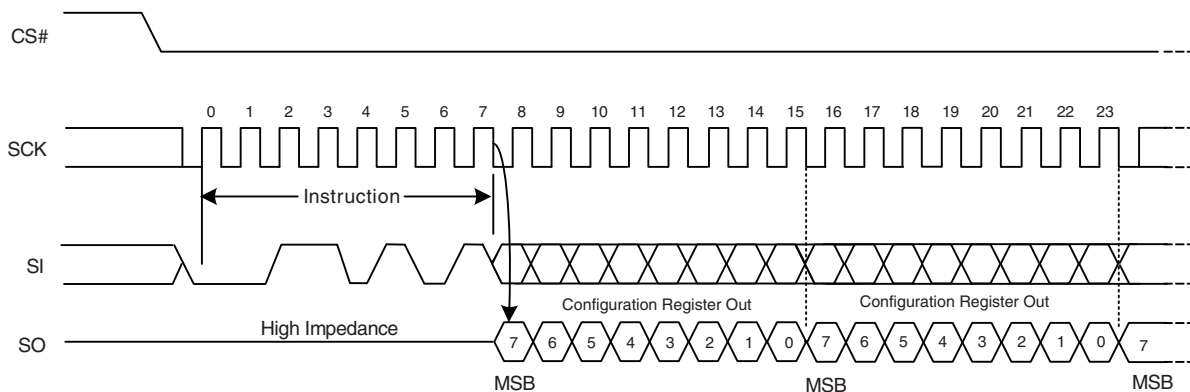 CS#
0 1 2 3 4 5 6 7 8 9 10 11 12 13 14 15 16 17 18 19 20 21 22 23
SCK
Instruction
SI
Configuration Register Out Configuration Register Out
High Impedance
SO 7 6 5 4 3 2 1 0 7 6 5 4 3 2 1 0 7
MSB MSB MSB